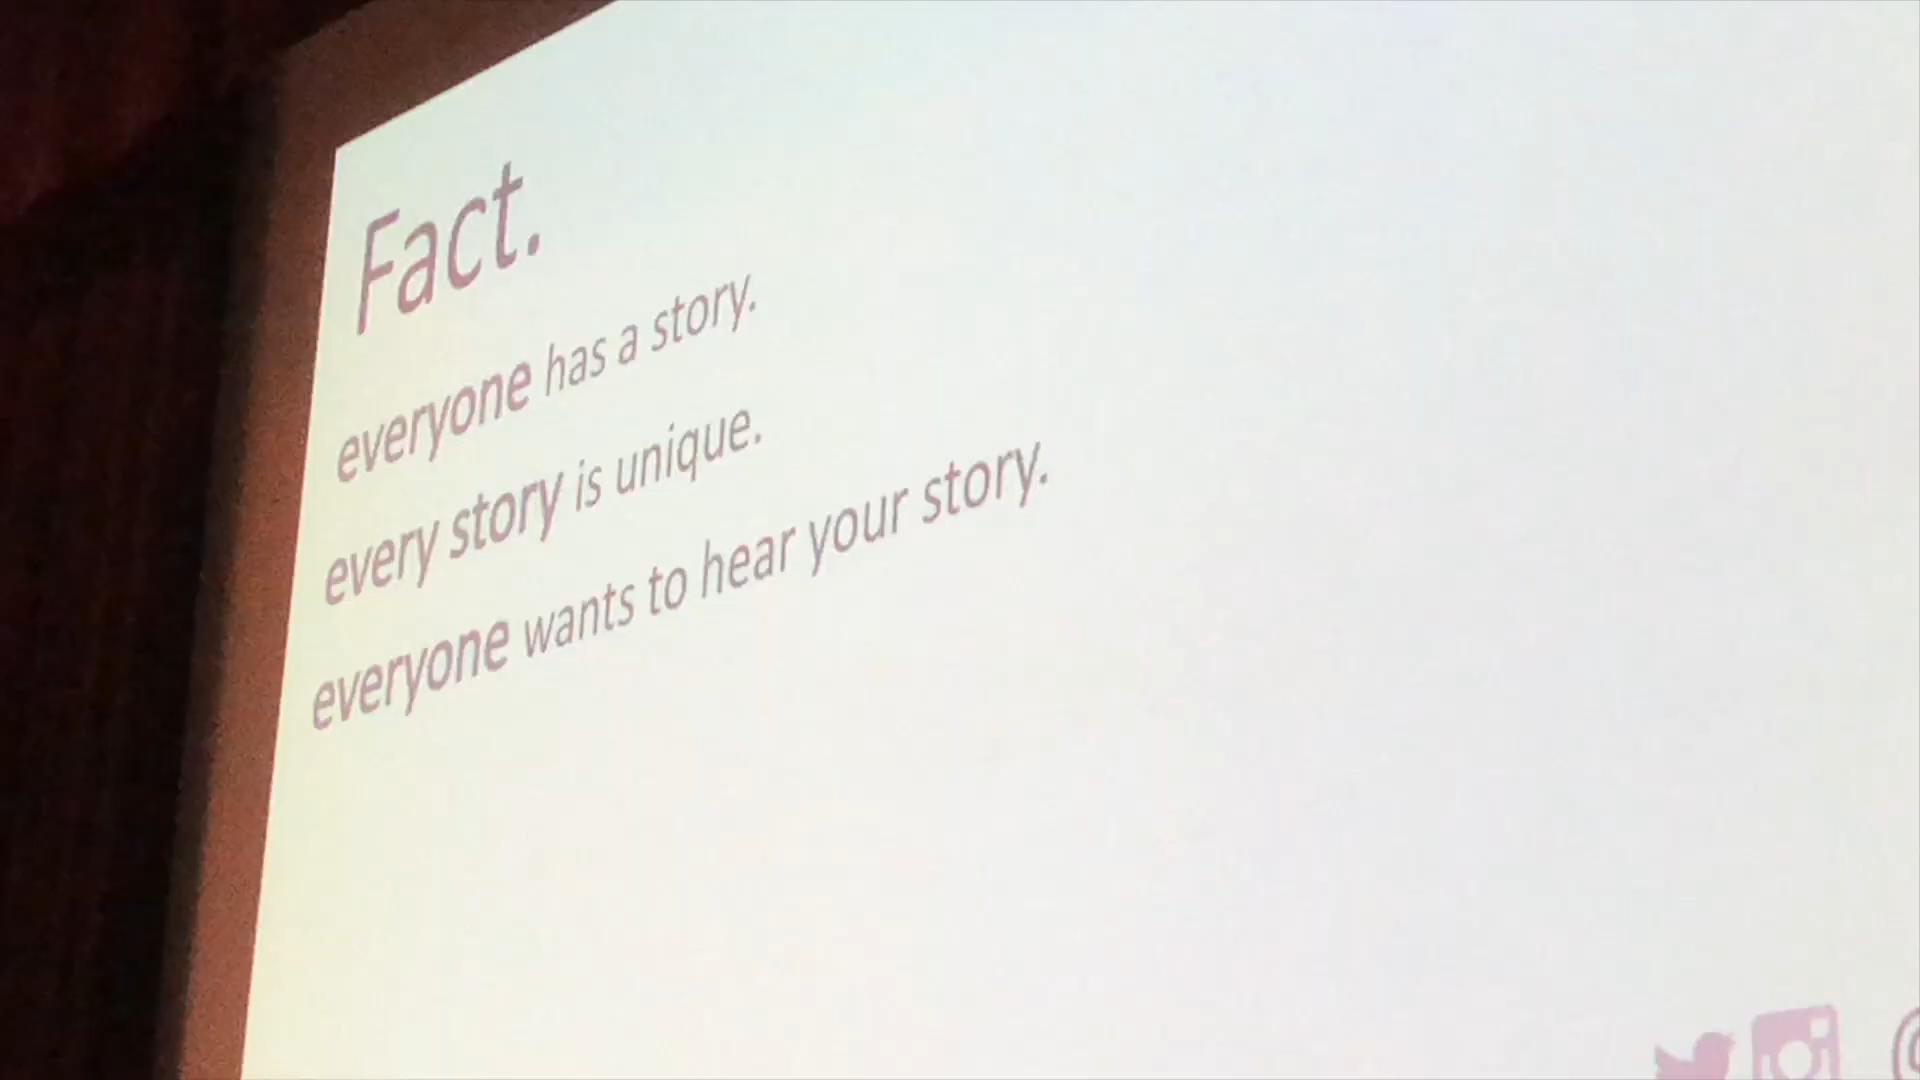 Fact.
everyone has a story.
every story is unique.
everyone wants to hear your story.
@